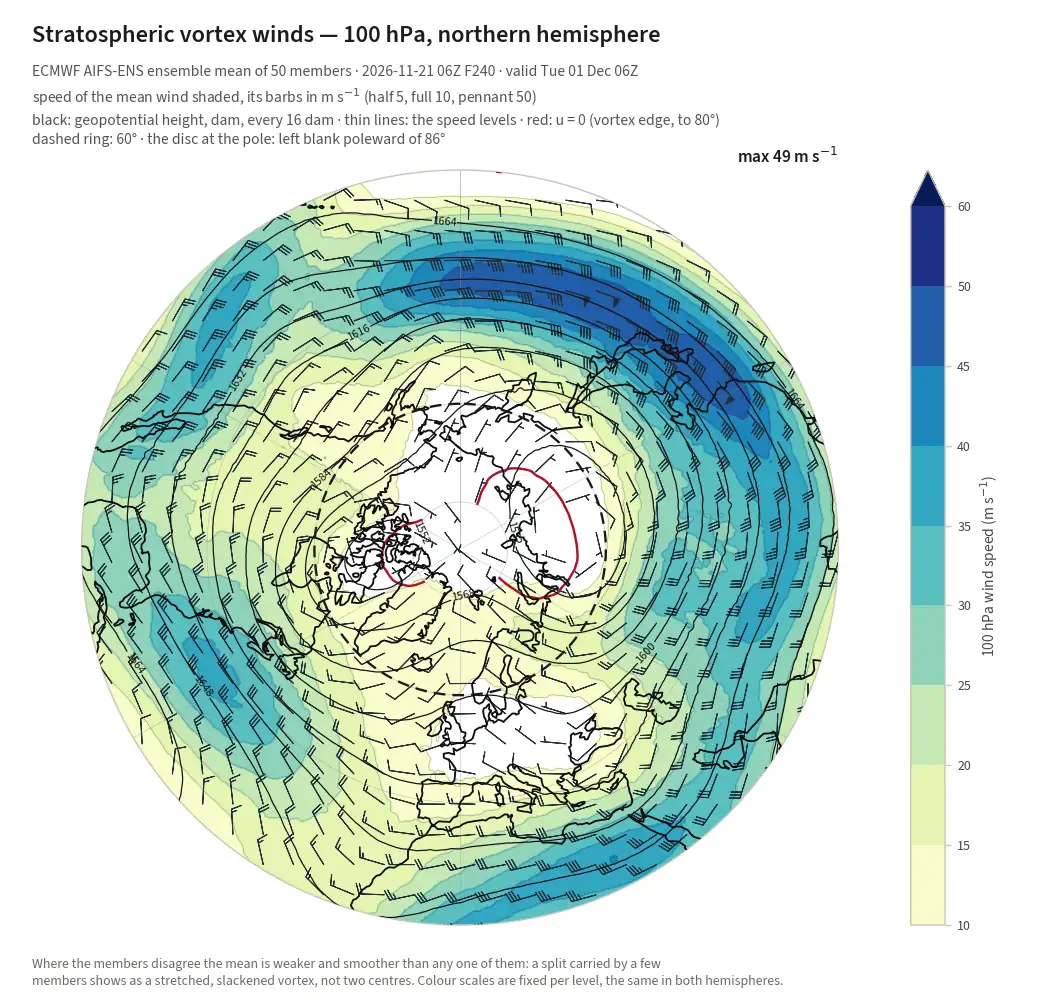 Stratospheric vortex winds — 100 hPa, northern hemisphere
ECMWF AIFS-ENS ensemble mean of 50 members · 2026-11-21 06Z F240 · valid Tue 01 Dec 06Z
speed of the mean wind shaded, its barbs in m s⁻¹ (half 5, full 10, pennant 50)
black: geopotential height, dam, every 16 dam · thin lines: the speed levels · red: u = 0 (vortex edge, to 80°)
dashed ring: 60° · the disc at the pole: left blank poleward of 86°
max 49 m s⁻¹
1664
1616
1664
1584
1552
1568
1600
1664
1648
60
50
45
40
35
30
25
20
15
10
100 hPa wind speed (m s⁻¹)
Where the members disagree the mean is weaker and smoother than any one of them: a split carried by a few
members shows as a stretched, slackened vortex, not two centres. Colour scales are fixed per level, the same in both hemispheres.